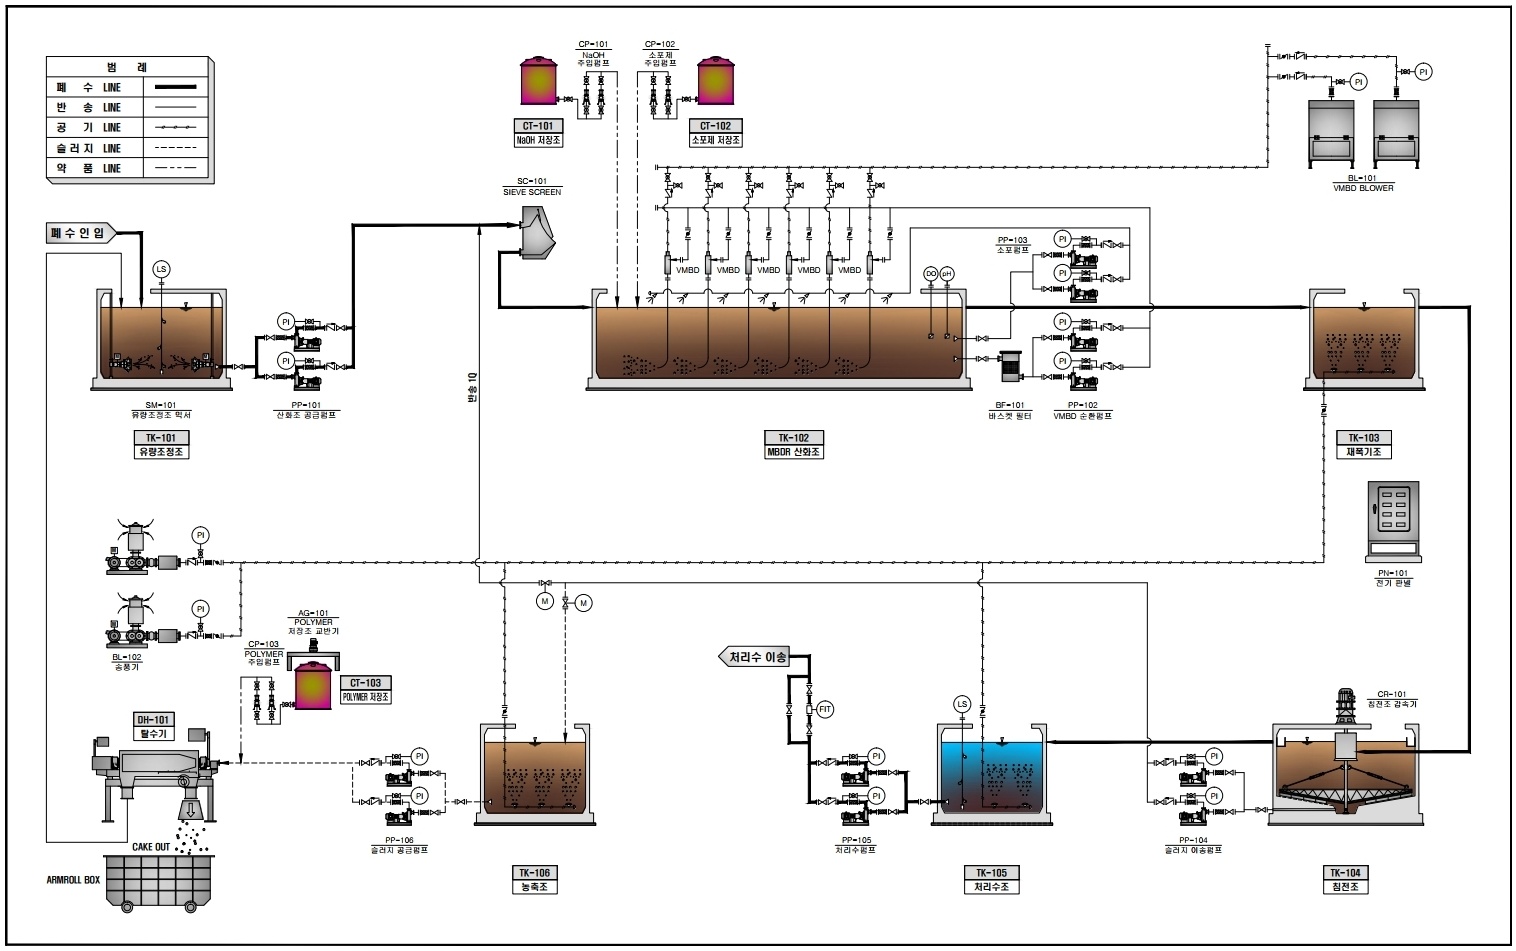 범 례
폐 수 LINE
반 송 LINE
공 기 LINE
슬러지 LINE
약 품 LINE
CP-101
NaOH
주입펌프
CP-102
소포제
주입펌프
CT-101
NaOH 저장조
CT-102
소포제 저장조
PI
PI
BL-101
VMBD BLOWER
SC-101
SIEVE SCREEN
폐수인입
LS
PI
PI
SM-101
유량조정조 믹서
PP-101
산화조 공급펌프
TK-101
유량조정조
반송 1Q
VMBD
VMBD
VMBD
VMBD
VMBD
DO
pH
PP-103
소포펌프
PI
PI
PI
PI
BF-101
바스켓 필터
PP-102
VMBD 순환펌프
TK-102
MBDR 산화조
TK-103
재폭기조
PN-101
전기 판넬
PI
PI
BL-102
송풍기
M
M
AG-101
POLYMER
저장조 교반기
CP-103
POLYMER
주입펌프
CT-103
POLYMER 저장조
DH-101
탈수기
CAKE OUT
ARMROLL BOX
PI
PI
PP-106
슬러지 공급펌프
TK-106
농축조
처리수 이송
FIT
PI
PI
PP-105
처리수펌프
LS
TK-105
처리수조
PI
PI
PP-104
슬러지 이송펌프
CR-101
침전조 감속기
TK-104
침전조